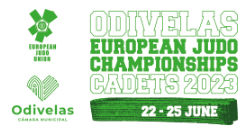 EUROPEAN
JUDO
UNION
Odivelas
CÂMARA MUNICIPAL
ODIVELAS
EUROPEAN JUDO
CHAMPIONSHIPS
CADETS 2023
22 - 25 JUNE